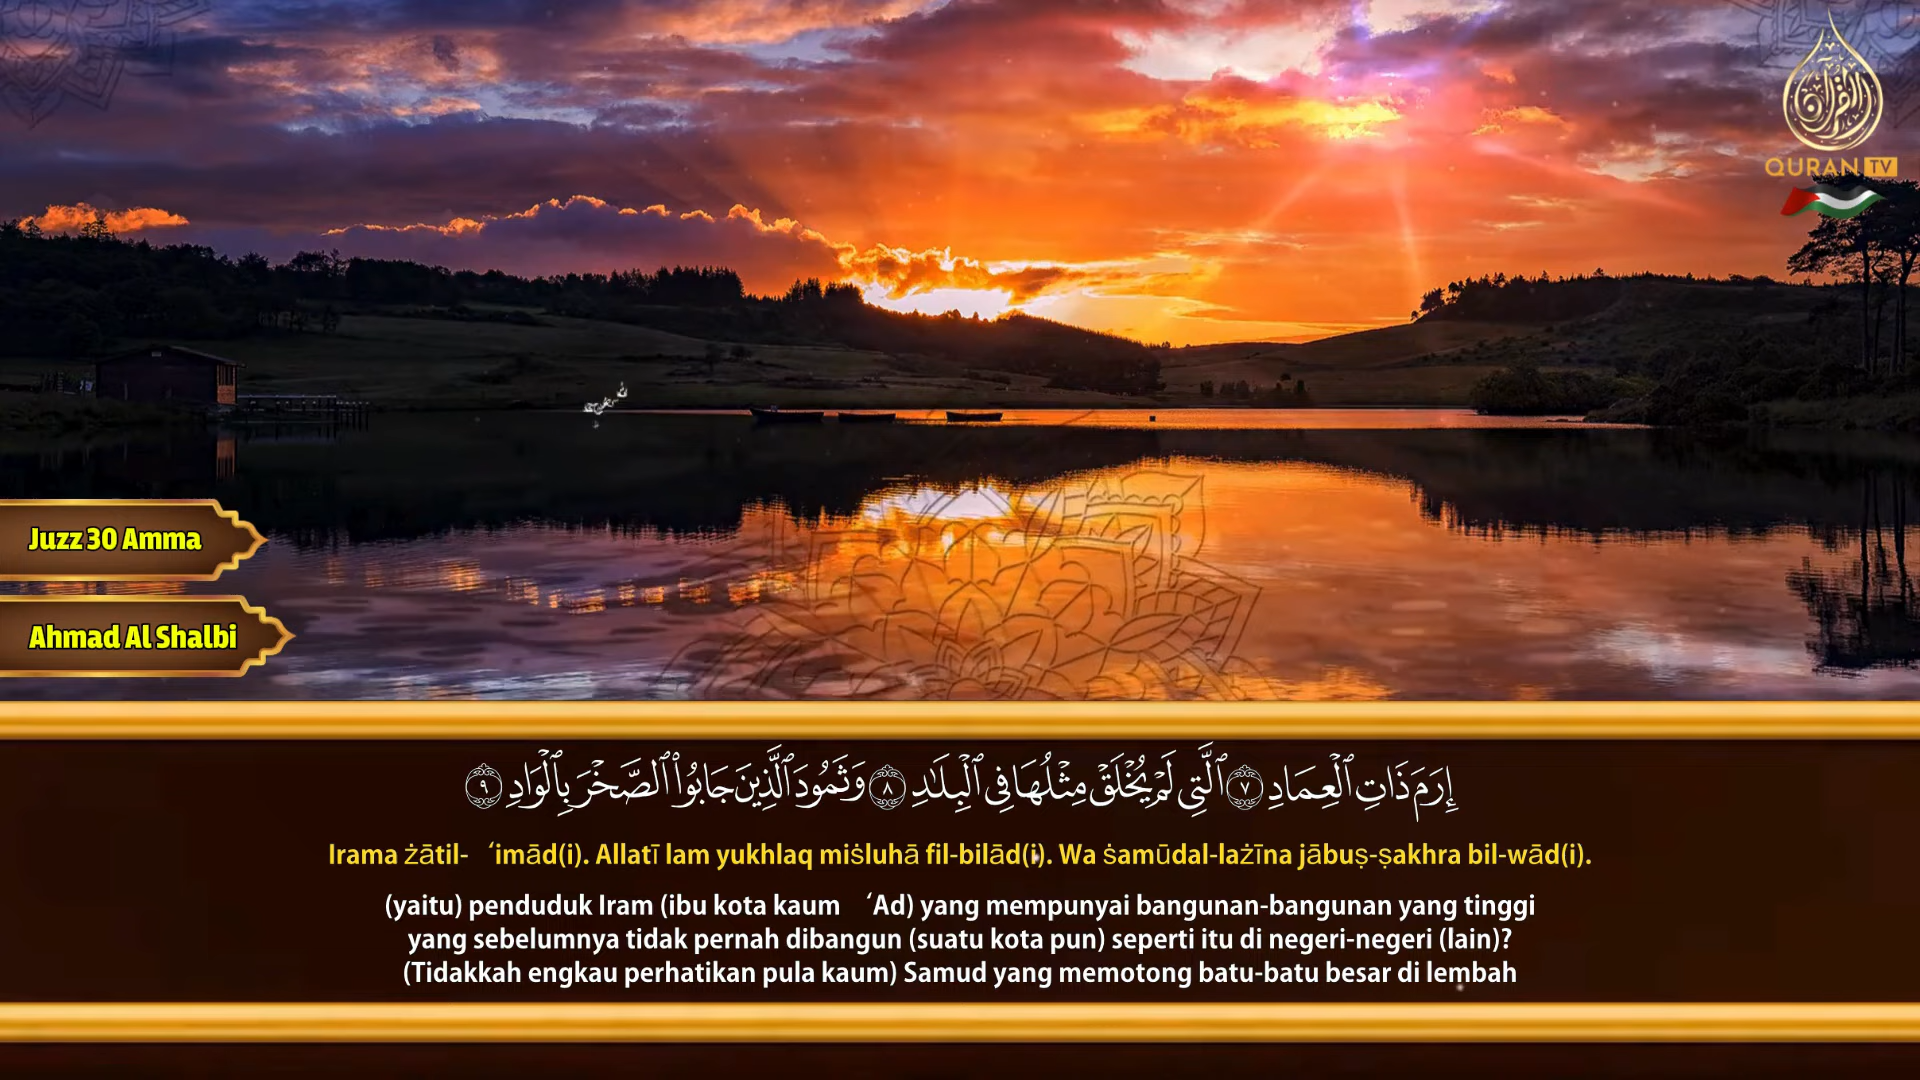 القرآن
QURAN TV
Juzz 30 Amma
Ahmad Al Shalbi
إِرَمَ ذَاتِ ٱلْعِمَادِ ٧ ٱلَّتِي لَمْ يُخْلَقْ مِثْلُهَا فِي ٱلْبِلَـٰدِ ٨ وَثَمُودَ ٱلَّذِينَ جَابُوا۟ ٱلصَّخْرَ بِٱلْوَادِ ٩
Irama żātil- ‘imād(i). Allatī lam yukhlaq miṡluhā fil-bilād(i). Wa ṡamūdal-lażīna jābuṣ-ṣakhra bil-wād(i).
(yaitu) penduduk Iram (ibu kota kaum ‘Ad) yang mempunyai bangunan-bangunan yang tinggi
yang sebelumnya tidak pernah dibangun (suatu kota pun) seperti itu di negeri-negeri (lain)?
(Tidakkah engkau perhatikan pula kaum) Samud yang memotong batu-batu besar di lembah